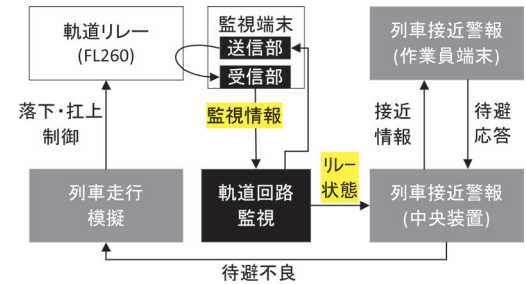 軌道リレー
(FL260)
監視端末
送信部
受信部
列車接近警報
(作業員端末)
落下・扛上
制御
監視情報
接近
情報
待避
応答
リレー
状態
列車走行
模擬
軌道回路
監視
列車接近警報
(中央装置)
待避不良